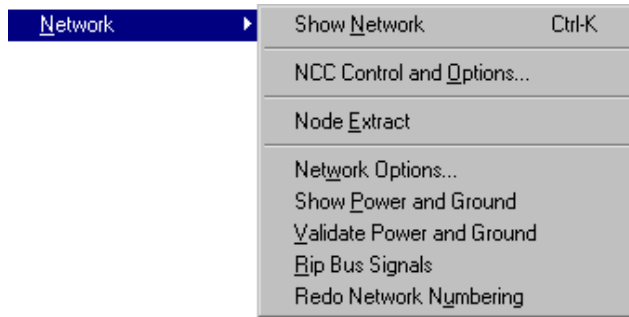 Network
Show Network Ctrl-K
NCC Control and Options...
Node Extract
Network Options...
Show Power and Ground
Validate Power and Ground
Rip Bus Signals
Redo Network Numbering